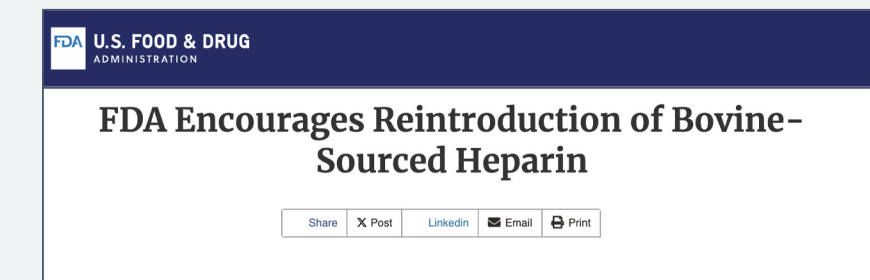 FDA U.S. FOOD & DRUG
ADMINISTRATION
FDA Encourages Reintroduction of Bovine-
Sourced Heparin
Share X Post Linkedin Email Print